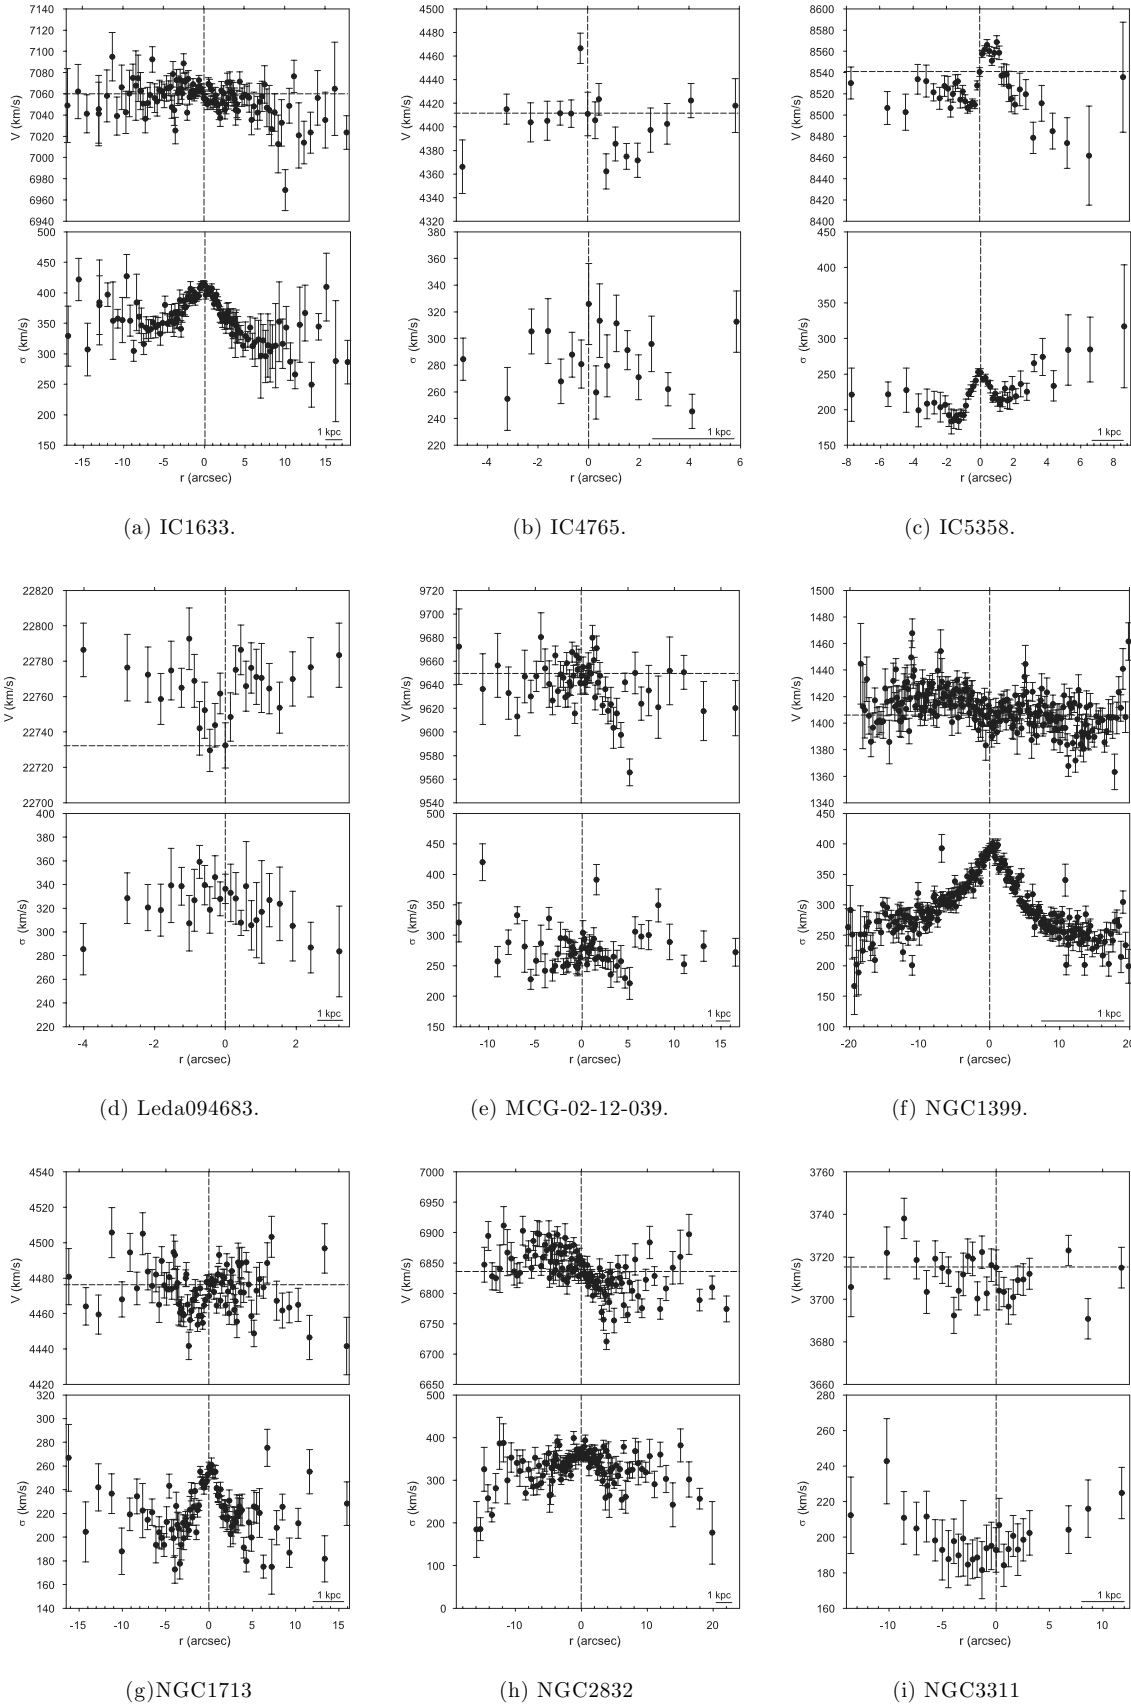 7140
7120
7100
7080
7060
7040
7020
7000
6980
6960
6940
V (km/s)
500
450
400
350
300
250
200
150
σ (km/s)
1 kpc
-15 -10 -5 0 5 10 15
r (arcsec)
(a) IC1633.
4500
4480
4460
4440
4420
4400
4380
4360
4340
4320
V (km/s)
380
360
340
320
300
280
260
240
220
σ (km/s)
1 kpc
-4 -2 0 2 4 6
r (arcsec)
(b) IC4765.
8600
8580
8560
8540
8520
8500
8480
8460
8440
8420
8400
V (km/s)
450
400
350
300
250
200
150
σ (km/s)
1 kpc
-8 -6 -4 -2 0 2 4 6 8
r (arcsec)
(c) IC5358.
22820
22800
22780
22760
22740
22720
22700
V (km/s)
400
380
360
340
320
300
280
260
240
220
σ (km/s)
1 kpc
-4 -2 0 2
r (arcsec)
(d) Leda094683.
9720
9700
9680
9660
9640
9620
9600
9580
9560
9540
V (km/s)
500
450
400
350
300
250
200
150
σ (km/s)
1 kpc
-10 -5 0 5 10 15
r (arcsec)
(e) MCG-02-12-039.
1500
1480
1460
1440
1420
1400
1380
1360
1340
V (km/s)
450
400
350
300
250
200
150
100
σ (km/s)
1 kpc
-20 -15 -10 -5 0 5 10 15 20
r (arcsec)
(f) NGC1399.
4540
4520
4500
4480
4460
4440
4420
V (km/s)
320
300
280
260
240
220
200
180
160
140
σ (km/s)
1 kpc
-15 -10 -5 0 5 10 15
r (arcsec)
(g)NGC1713
7000
6950
6900
6850
6800
6750
6700
6650
V (km/s)
500
400
300
200
100
0
σ (km/s)
1 kpc
-10 0 10 20
r (arcsec)
(h) NGC2832
3760
3740
3720
3700
3680
3660
V (km/s)
280
260
240
220
200
180
160
σ (km/s)
1 kpc
-10 -5 0 5 10
r (arcsec)
(i) NGC3311